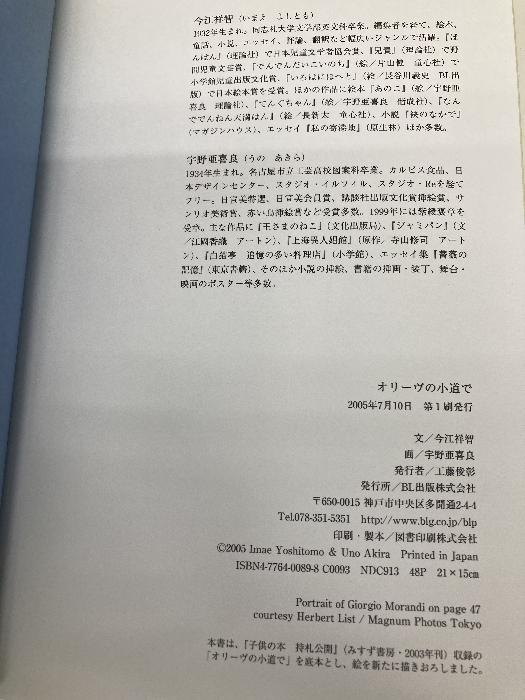 今江祥智（いまえ よしとも）
1932年生まれ。同志社大学文学部英文科卒業。編集者を経て、絵本、
童話、小説、エッセイ、評論、翻訳など幅広いジャンルで活躍。『ぼ
んぼん』（理論社）で日本児童文学者協会賞、『兄貴』（理論社）で野
間児童文芸賞、『でんでんだいこいのち』（絵／片山健 童心社）で
小学館児童出版文化賞、『いろはにほへと』（絵／長谷川義史 BL出
版）で日本絵本賞を受賞。ほかの作品に絵本『あのこ』（絵／宇野亜
喜良 理論社）、『てんぐちゃん』（絵／宇野亜喜良 偕成社）、『なん
ででんねん天満はん』（絵／長新太 童心社）、小説『袂のなかで』
（マガジンハウス）、エッセイ『私の寄港地』（原生林）ほか多数。
宇野亜喜良（うの あきら）
1934年生まれ。名古屋市立工芸高校図案科卒業。カルピス食品、日
本デザインセンター、スタジオ・イルフイル、スタジオ・Reを経て
フリー。日宣美特選、日宣美会員賞、講談社出版文化賞挿絵賞、サ
ンリオ美術賞、赤い鳥挿絵賞など受賞多数。1999年には紫綬褒章を
受章。主な作品に『王さまのねこ』（文化出版局）、『ジャミパン』（文
／江國香織 アートン）、『上海異人娼館』（原作／寺山修司 アート
ン）、『白猫亭 追憶の多い料理店』（小学館）、エッセイ集『薔薇の
記憶』（東京書籍）、そのほか小説の挿絵、書籍の挿画・装丁、舞台・
映画のポスター等多数。
オリーヴの小道で
2005年7月10日 第1刷発行
文／今江祥智
画／宇野亜喜良
発行者／工藤俊彰
発行所／BL出版株式会社
〒650-0015 神戸市中央区多聞通2-4-4
Tel.078-351-5351 http://www.blg.co.jp/blp
印刷・製本／図書印刷株式会社
©2005 Imae Yoshitomo & Uno Akira Printed in Japan
ISBN4-7764-0089-8 C0093 NDC913 48P 21×15cm
Portrait of Giorgio Morandi on page 47
courtesy Herbert List / Magnum Photos Tokyo
本書は、『子供の本 持札公開』（みすず書房・2003年刊）収録の
「オリーヴの小道で」を底本とし、絵を新たに描きおろしました。